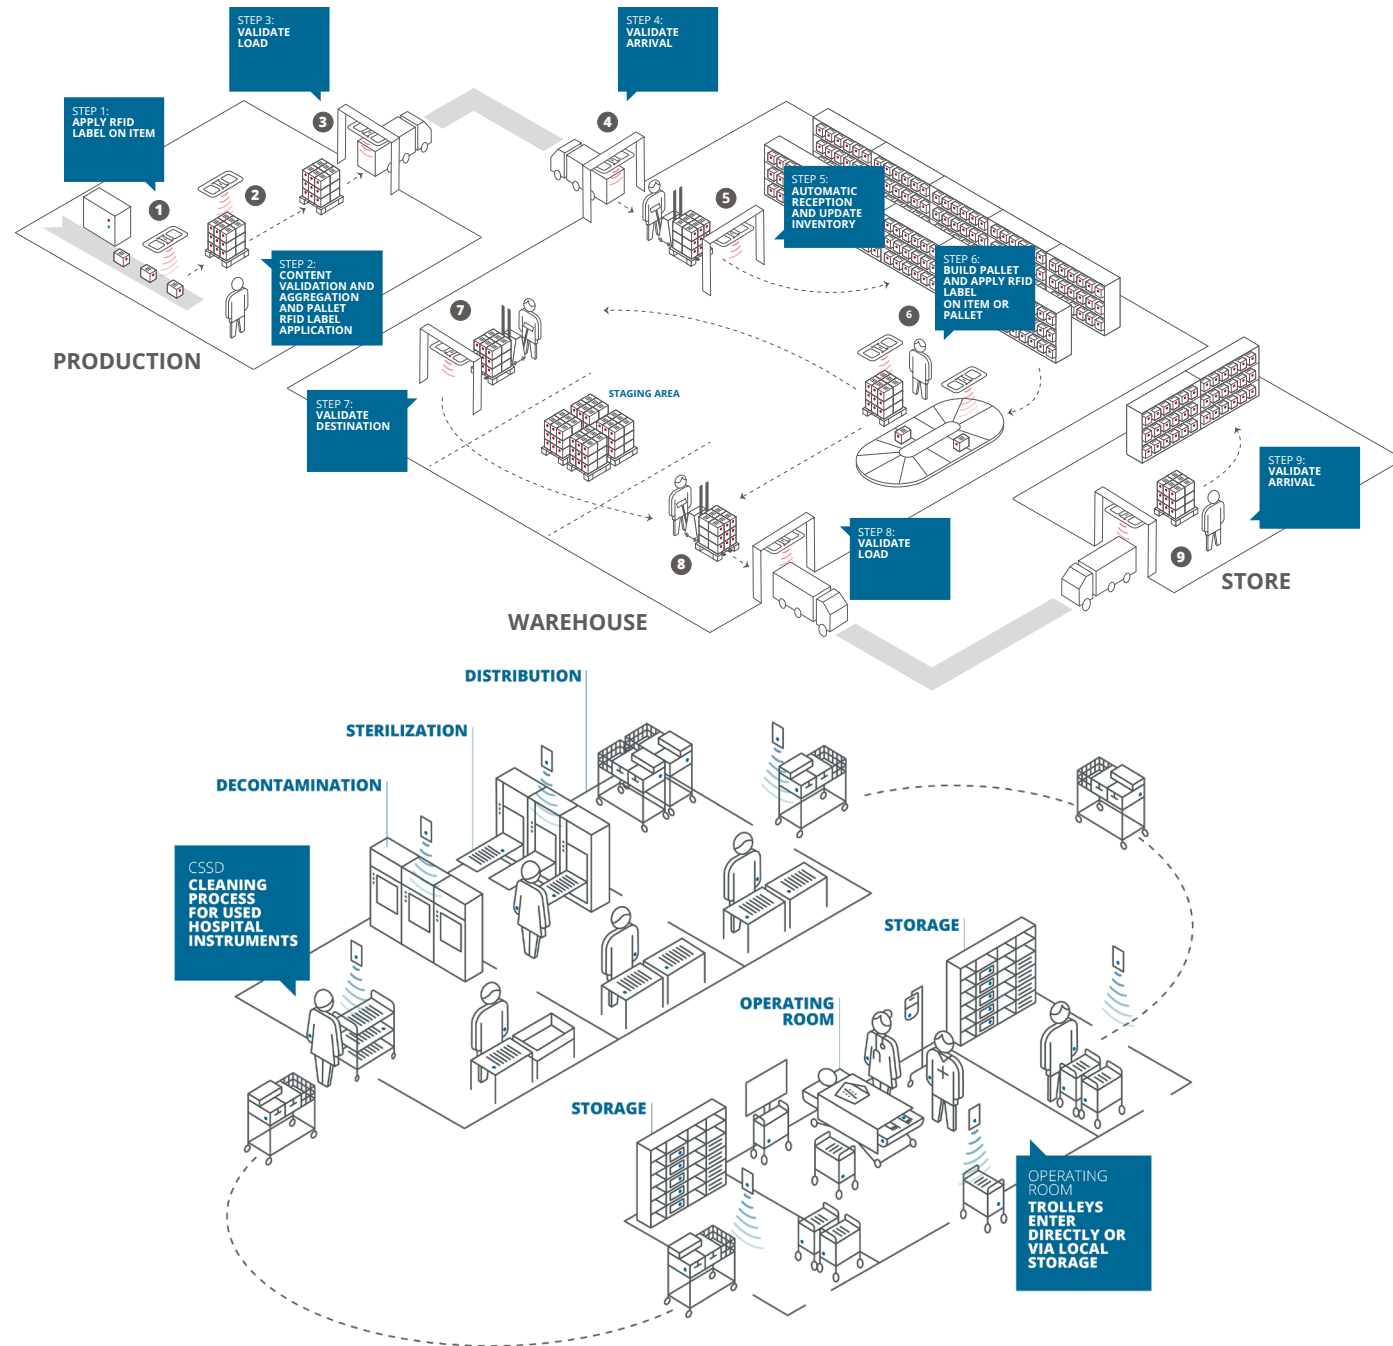 STEP 3:
VALIDATE
LOAD
STEP 4:
VALIDATE
ARRIVAL
STEP 1:
APPLY RFID
LABEL ON ITEM
3
4
1
2
5
STEP 5:
AUTOMATIC
RECEPTION
AND UPDATE
INVENTORY
STEP 2:
CONTENT
VALIDATION AND
AGGREGATION
AND PALLET
RFID LABEL
APPLICATION
STEP 6:
BUILD PALLET
AND APPLY RFID
LABEL
ON ITEM OR
PALLET
7
6
PRODUCTION
STEP 7:
VALIDATE
DESTINATION
STAGING AREA
STEP 9:
VALIDATE
ARRIVAL
STEP 8:
VALIDATE
LOAD
8
9
STORE
WAREHOUSE
DISTRIBUTION
STERILIZATION
DECONTAMINATION
CSSD
CLEANING
PROCESS
FOR USED
HOSPITAL
INSTRUMENTS
STORAGE
OPERATING
ROOM
STORAGE
OPERATING
ROOM
TROLLEYS
ENTER
DIRECTLY OR
VIA LOCAL
STORAGE